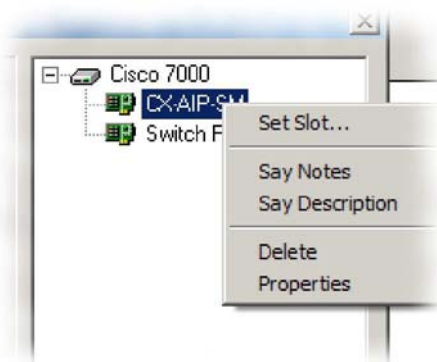 Cisco 7000
CX-AIP-SM
Switch F
Set Slot...
Say Notes
Say Description
Delete
Properties